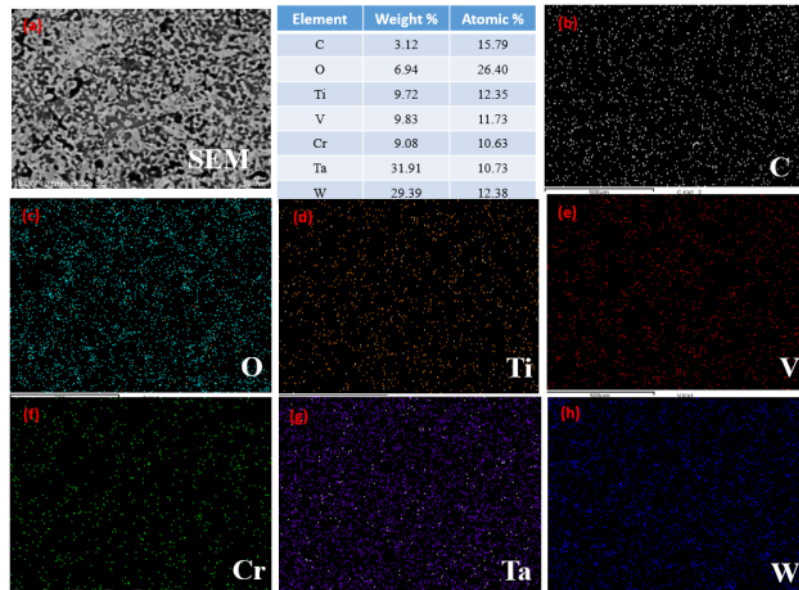 (a)
SEM
Element Weight % Atomic %
C 3.12 15.79
O 6.94 26.40
Ti 9.72 12.35
V 9.83 11.73
Cr 9.08 10.63
Ta 31.91 10.73
W 29.39 12.38
(b)
C
500μm
(c)
O
(d)
Ti
(e)
V
500μm
(f)
Cr
(g)
Ta
(h)
W